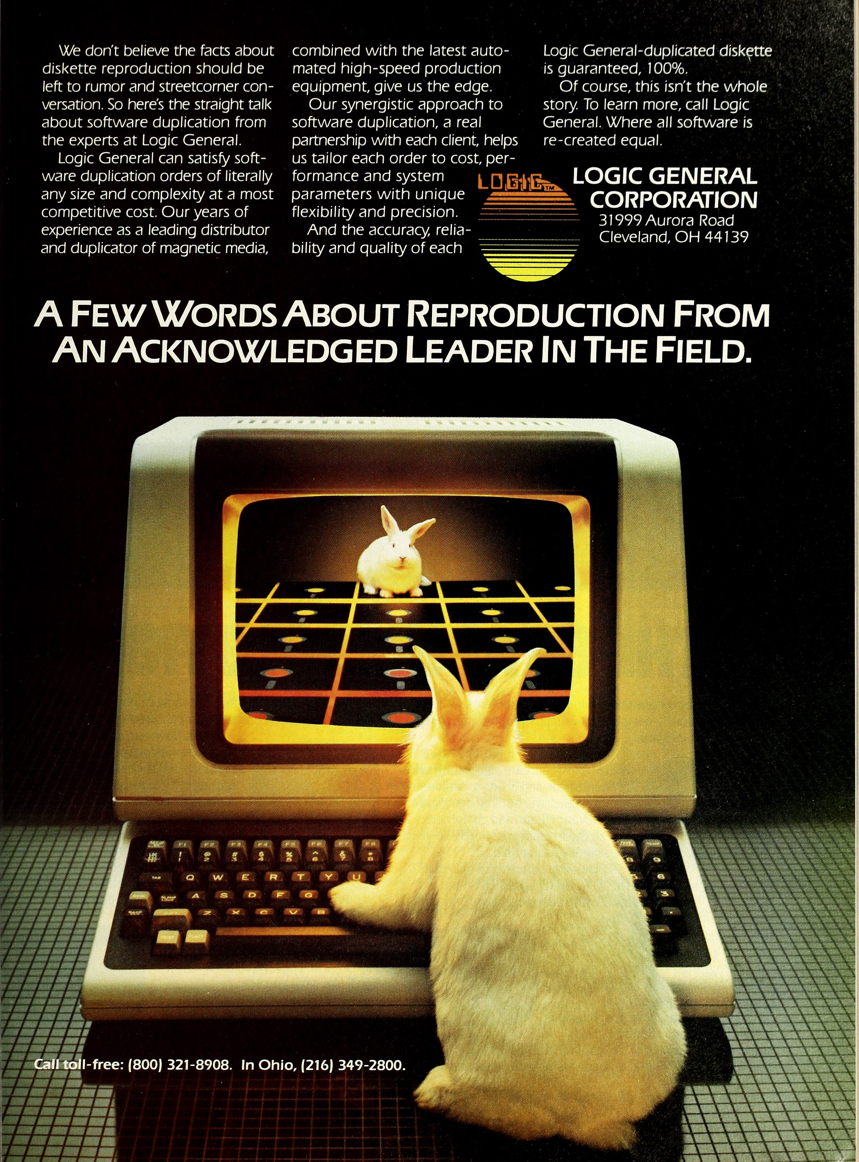 We don't believe the facts about
diskette reproduction should be
left to rumor and streetcorner con-
versation. So here's the straight talk
about software duplication from
the experts at Logic General.
Logic General can satisfy soft-
ware duplication orders of literally
any size and complexity at a most
competitive cost. Our years of
experience as a leading distributor
and duplicator of magnetic media,
combined with the latest auto-
mated high-speed production
equipment, give us the edge.
Our synergistic approach to
software duplication, a real
partnership with each client, helps
us tailor each order to cost, per-
formance and system
parameters with unique
flexibility and precision.
And the accuracy, relia-
bility and quality of each
Logic General-duplicated diskette
is guaranteed, 100%.
Of course, this isn't the whole
story. To learn more, call Logic
General. Where all software is
re-created equal.
LOGIC™
LOGIC GENERAL
CORPORATION
31999 Aurora Road
Cleveland, OH 44139
A FEW WORDS ABOUT REPRODUCTION FROM
AN ACKNOWLEDGED LEADER IN THE FIELD.
Q W E R T Y U
A S D F G
Z X C V B
Call toll-free: (800) 321-8908. In Ohio, (216) 349-2800.